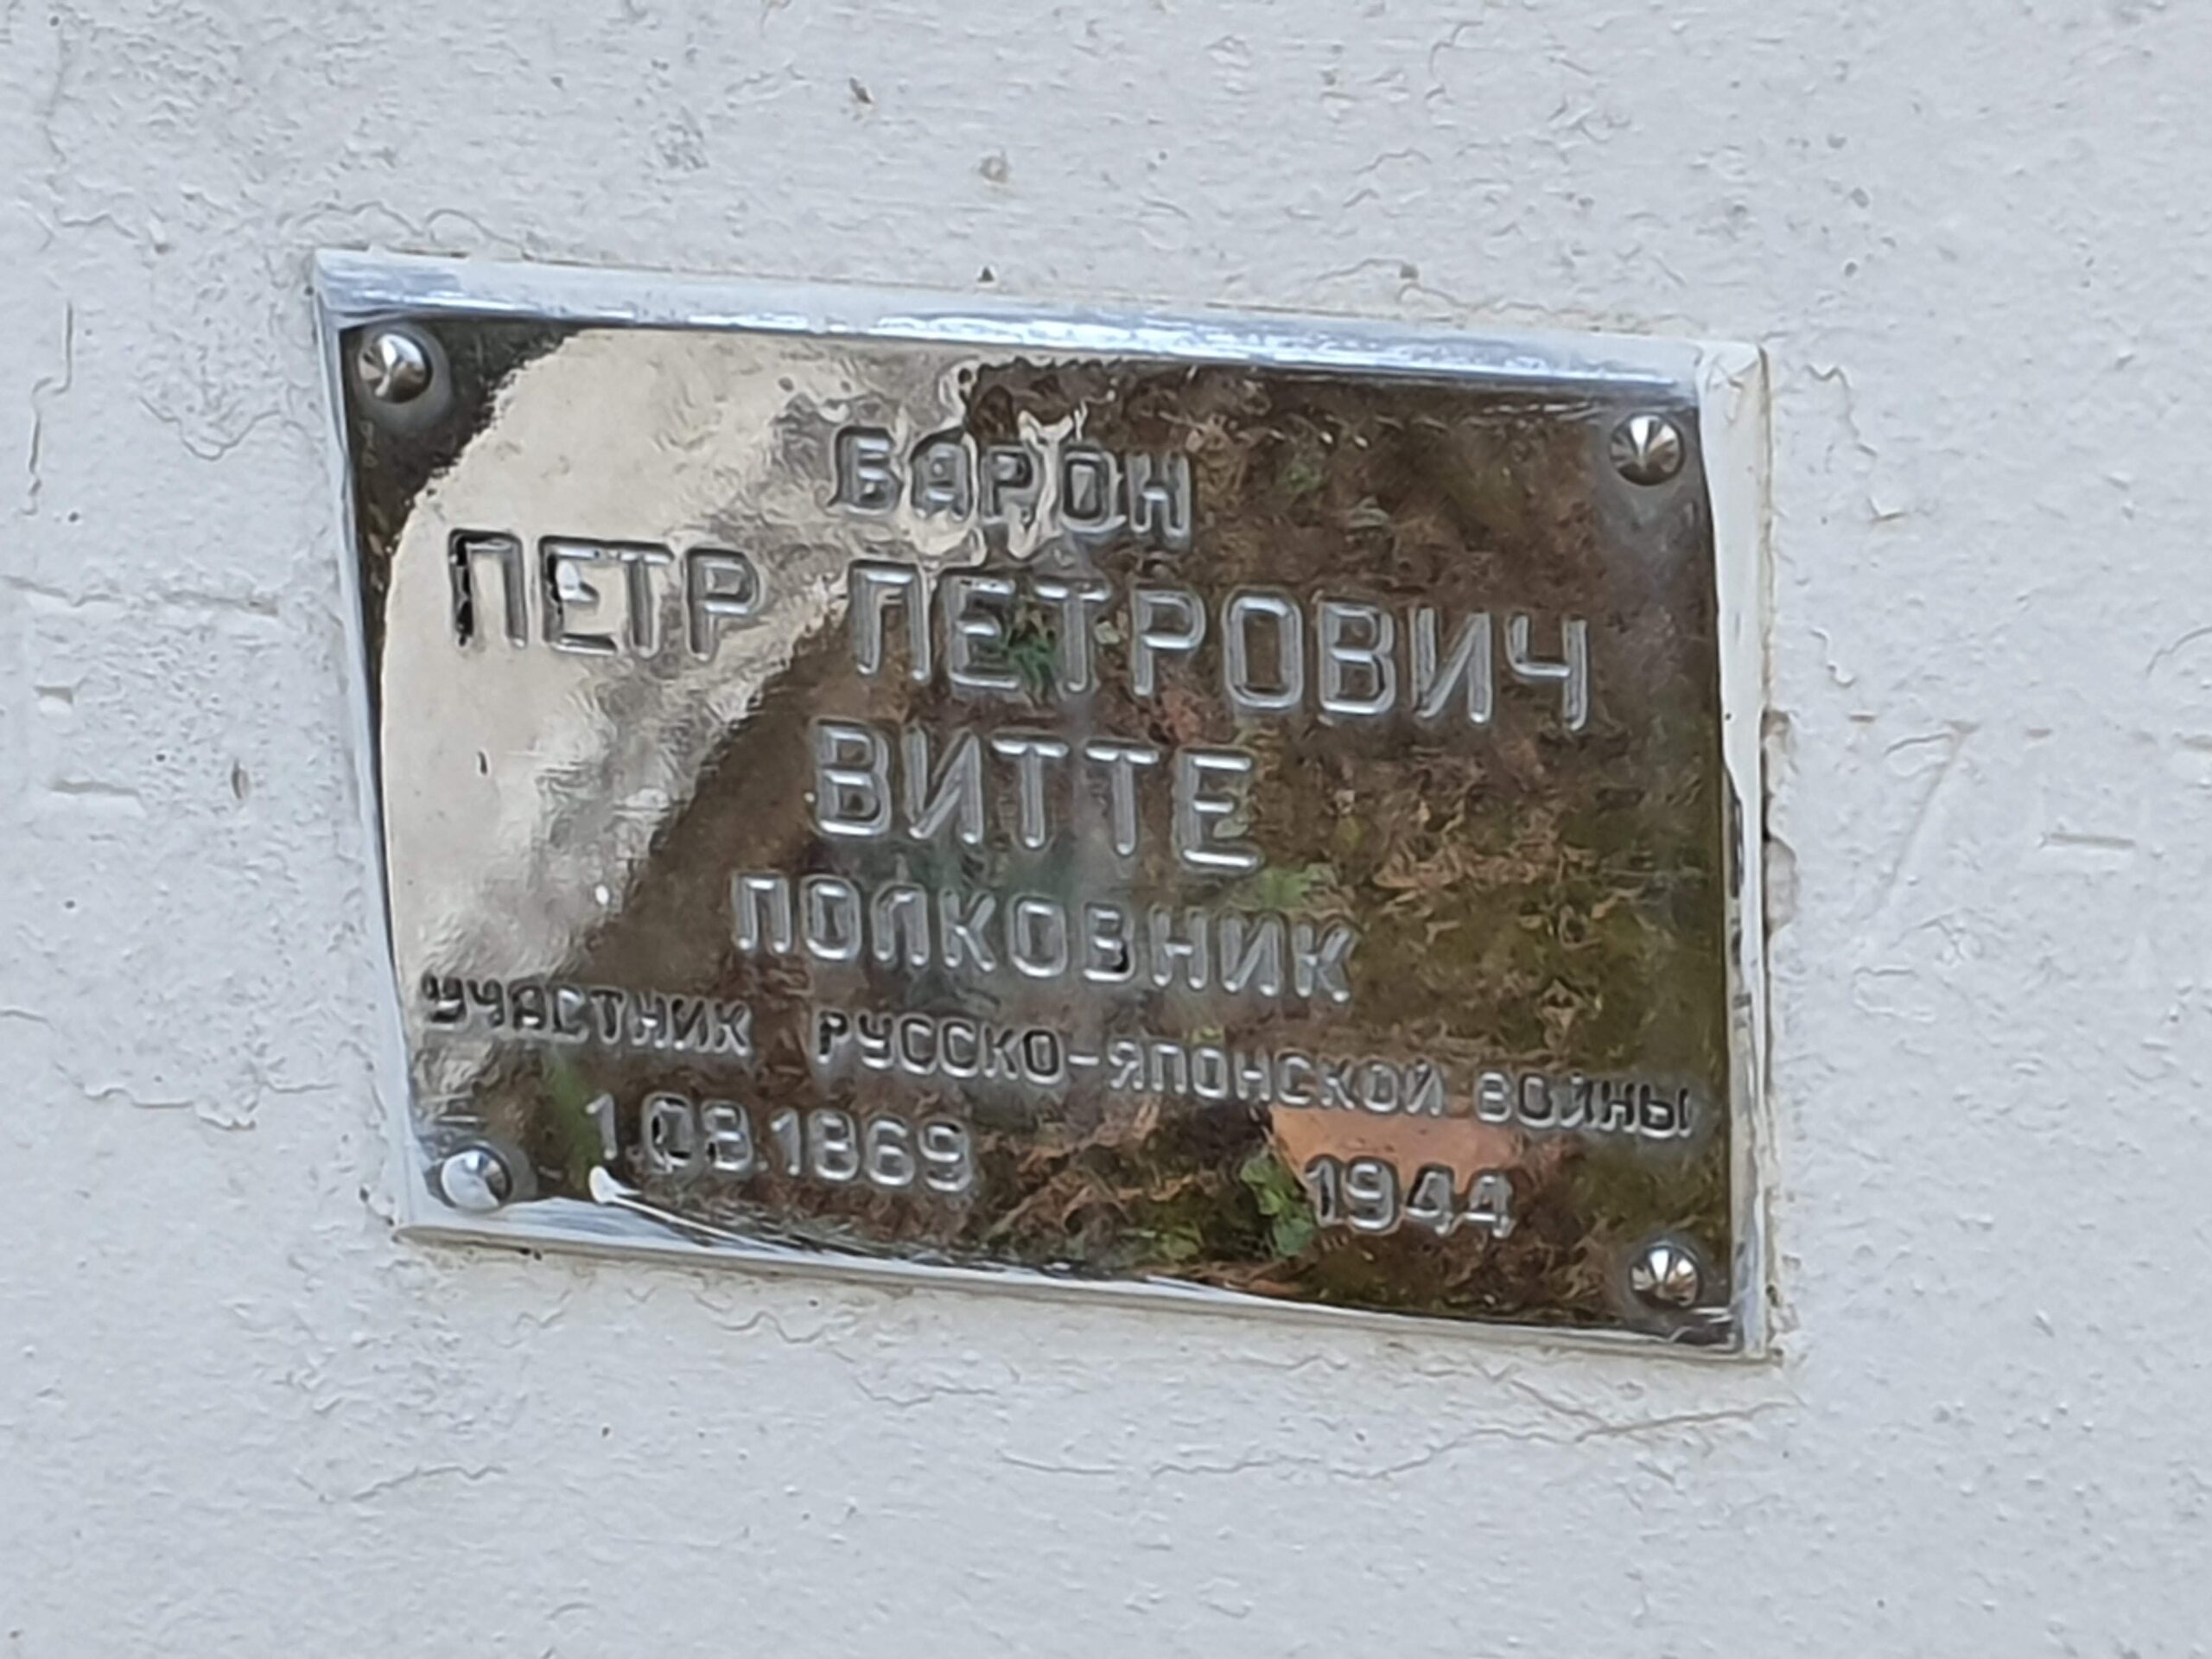 БАРОН
ПЕТР ПЕТРОВИЧ
ВИТТЕ
ПОЛКОВНИК
УЧАСТНИК РУССКО-ЯПОНСКОЙ ВОЙНЫ
1.08.1869 1944